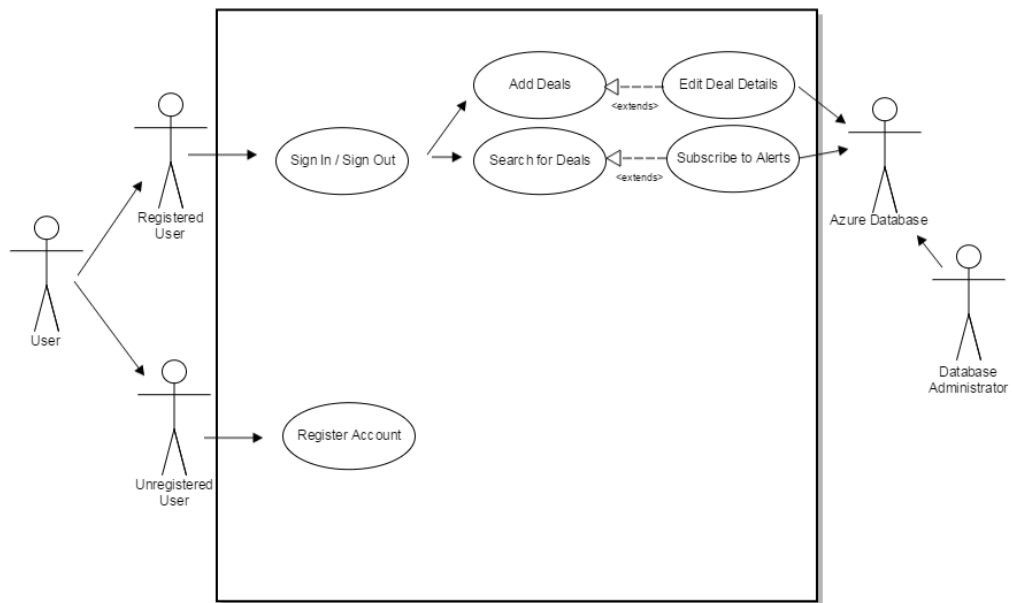 Add Deals
<extends>
Edit Deal Details
Sign In / Sign Out
Search for Deals
<extends>
Subscribe to Alerts
Registered
User
Azure Database
User
Database
Administrator
Register Account
Unregistered
User